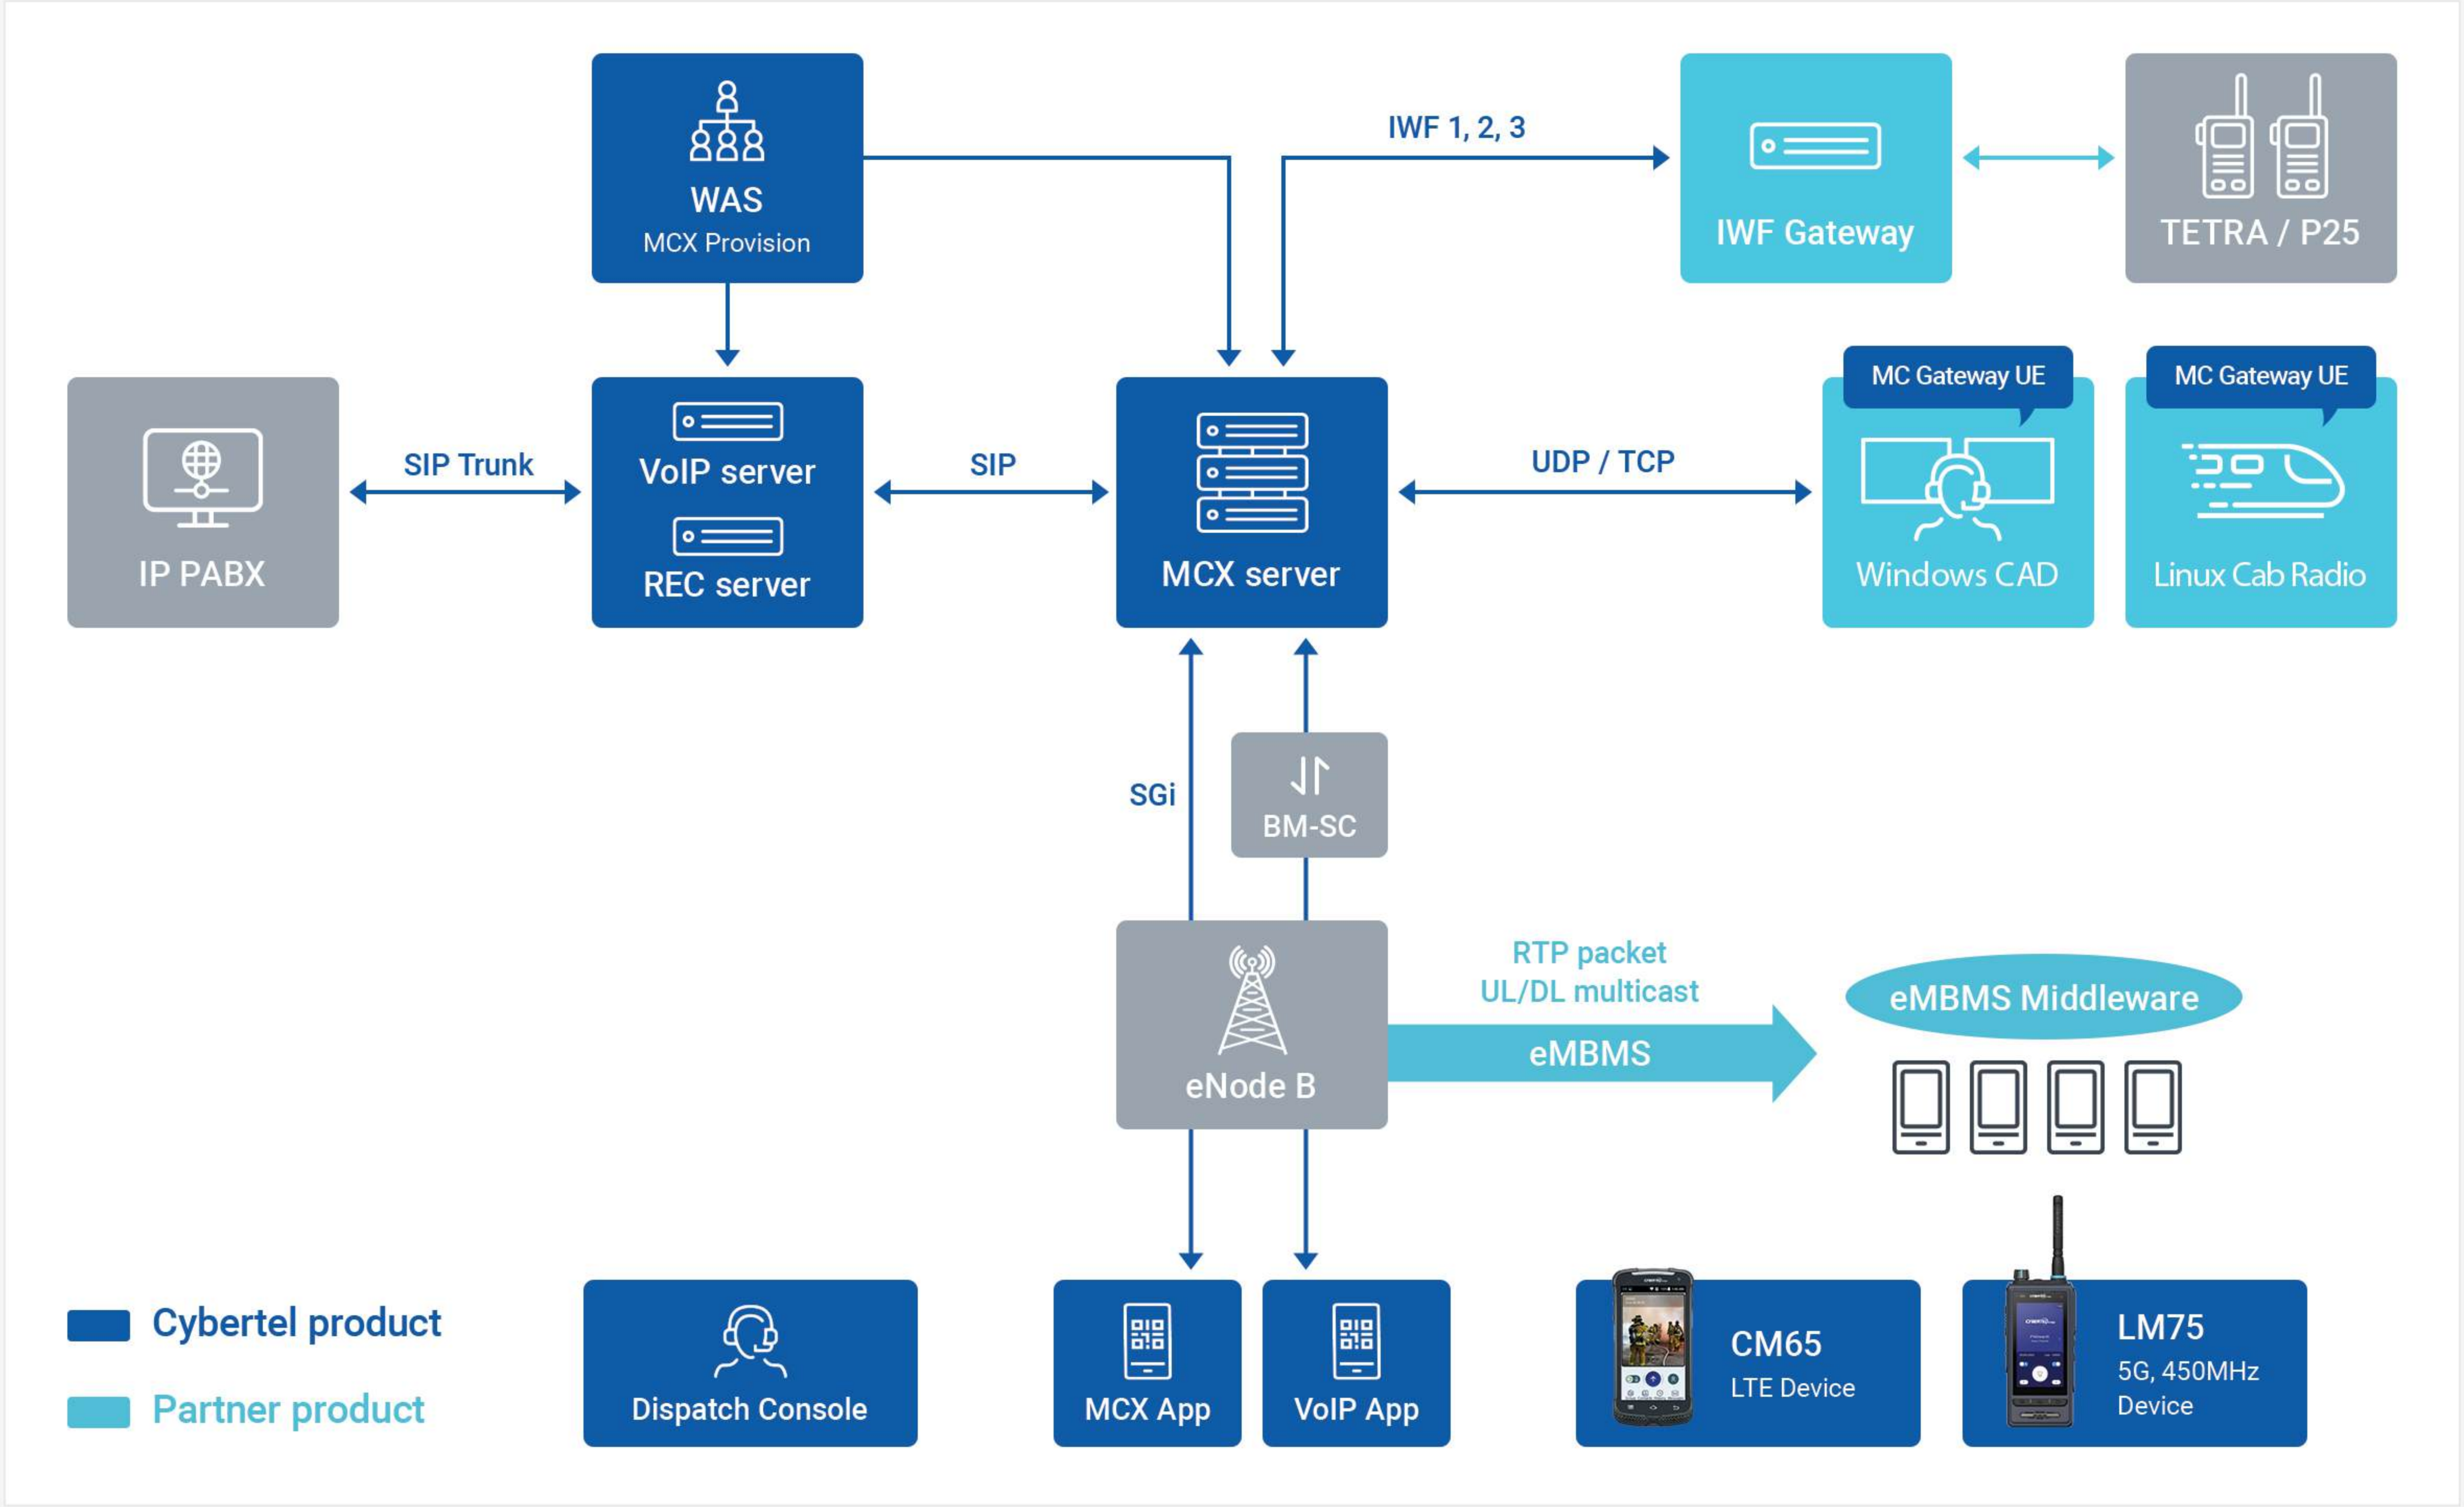 WAS
MCX Provision
IWF 1, 2, 3
IWF Gateway
TETRA / P25
IP PABX
SIP Trunk
VoIP server
REC server
SIP
MCX server
UDP / TCP
MC Gateway UE
Windows CAD
MC Gateway UE
Linux Cab Radio
SGi
BM-SC
eNode B
RTP packet
UL/DL multicast
eMBMS
eMBMS Middleware
Cybertel product
Partner product
Dispatch Console
MCX App
VoIP App
CM65
LTE Device
LM75
5G, 450MHz
Device